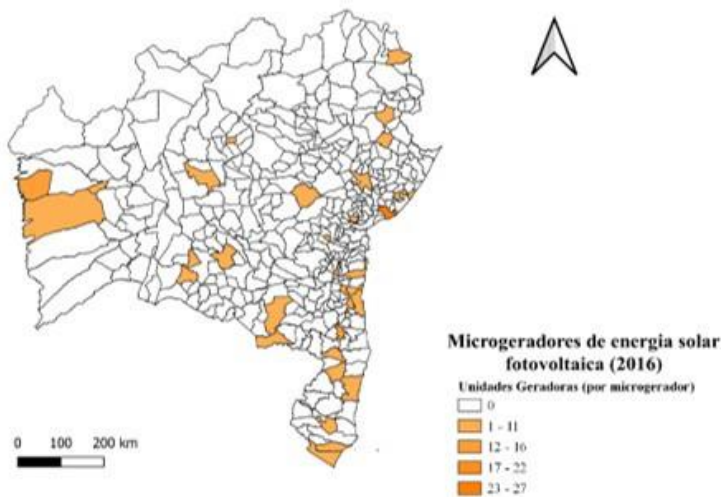 Microgeradores de energia solar
fotovoltaica (2016)
Unidades Geradoras (por microgerador)
0
1 - 11
12 - 16
17 - 22
23 - 27
0 100 200 km